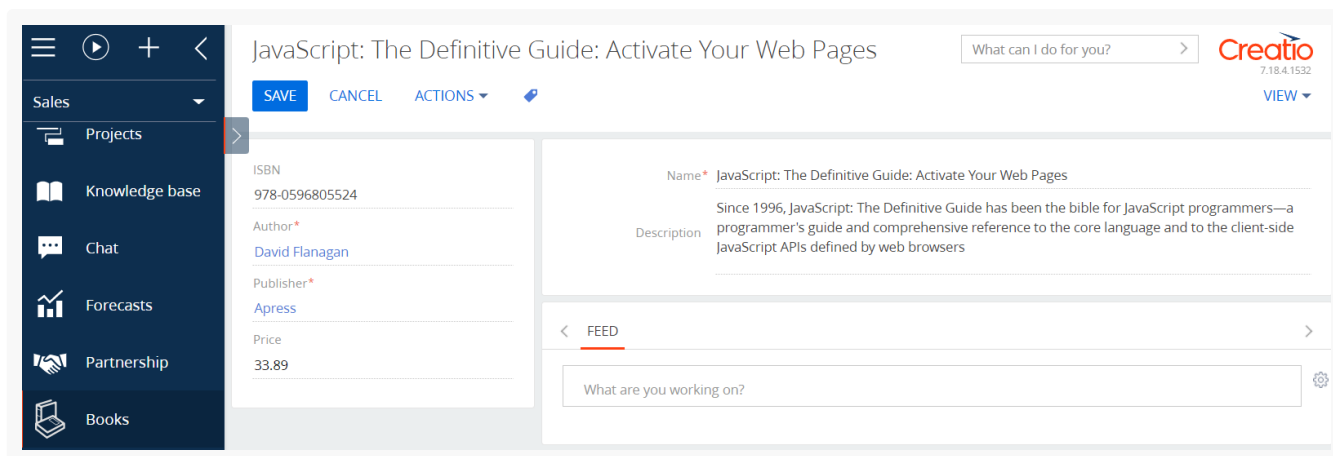 JavaScript: The Definitive Guide: Activate Your Web Pages
What can I do for you?
Creatio
7.18.4.1532
SAVE CANCEL ACTIONS
VIEW
Sales
Projects
Knowledge base
Chat
Forecasts
Partnership
Books
ISBN
978-0596805524
Author*
David Flanagan
Publisher*
Apress
Price
33.89
Name* JavaScript: The Definitive Guide: Activate Your Web Pages
Description
Since 1996, JavaScript: The Definitive Guide has been the bible for JavaScript programmers—a
programmer's guide and comprehensive reference to the core language and to the client-side
JavaScript APIs defined by web browsers
FEED
What are you working on?